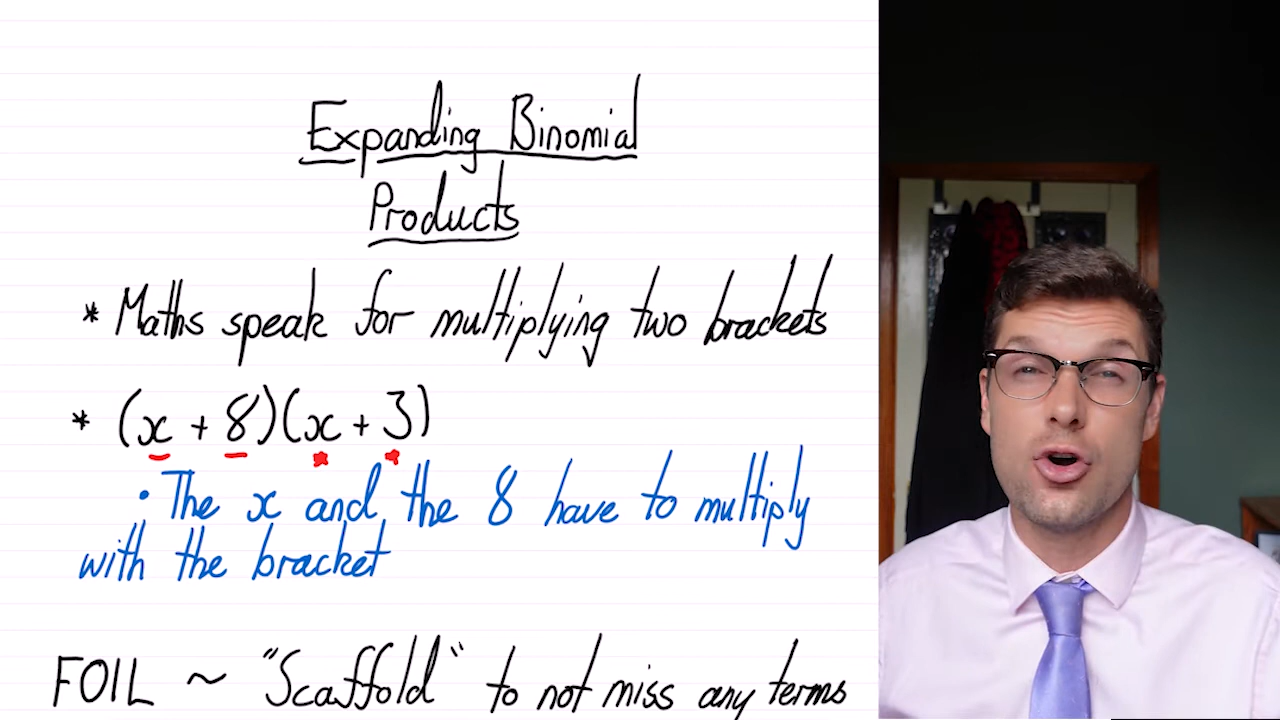 Expanding Binomial
Products
* Maths speak for multiplying two brackets
* (x + 8)(x + 3)
• The x and the 8 have to multiply
with the bracket
FOIL ~ "Scaffold" to not miss any terms